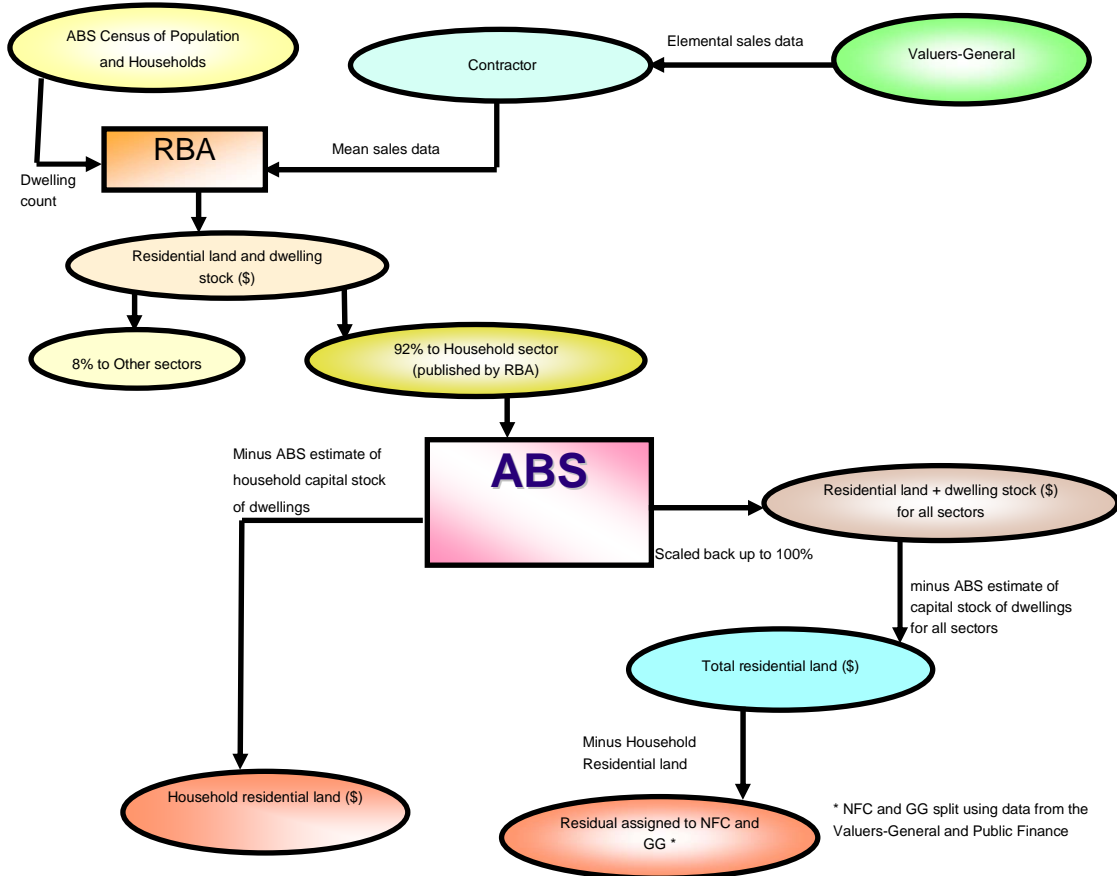 ABS Census of Population
and Households
Elemental sales data
Contractor
Valuers-General
RBA
Mean sales data
Dwelling
count
Residential land and dwelling
stock ($)
8% to Other sectors
92% to Household sector
(published by RBA)
Minus ABS estimate of
household capital stock
of dwellings
ABS
Residential land + dwelling stock ($)
for all sectors
Scaled back up to 100%
minus ABS estimate of
capital stock of dwellings
for all sectors
Total residential land ($)
Minus Household
Residential land
Household residential land ($)
Residual assigned to NFC and
GG *
* NFC and GG split using data from the
Valuers-General and Public Finance